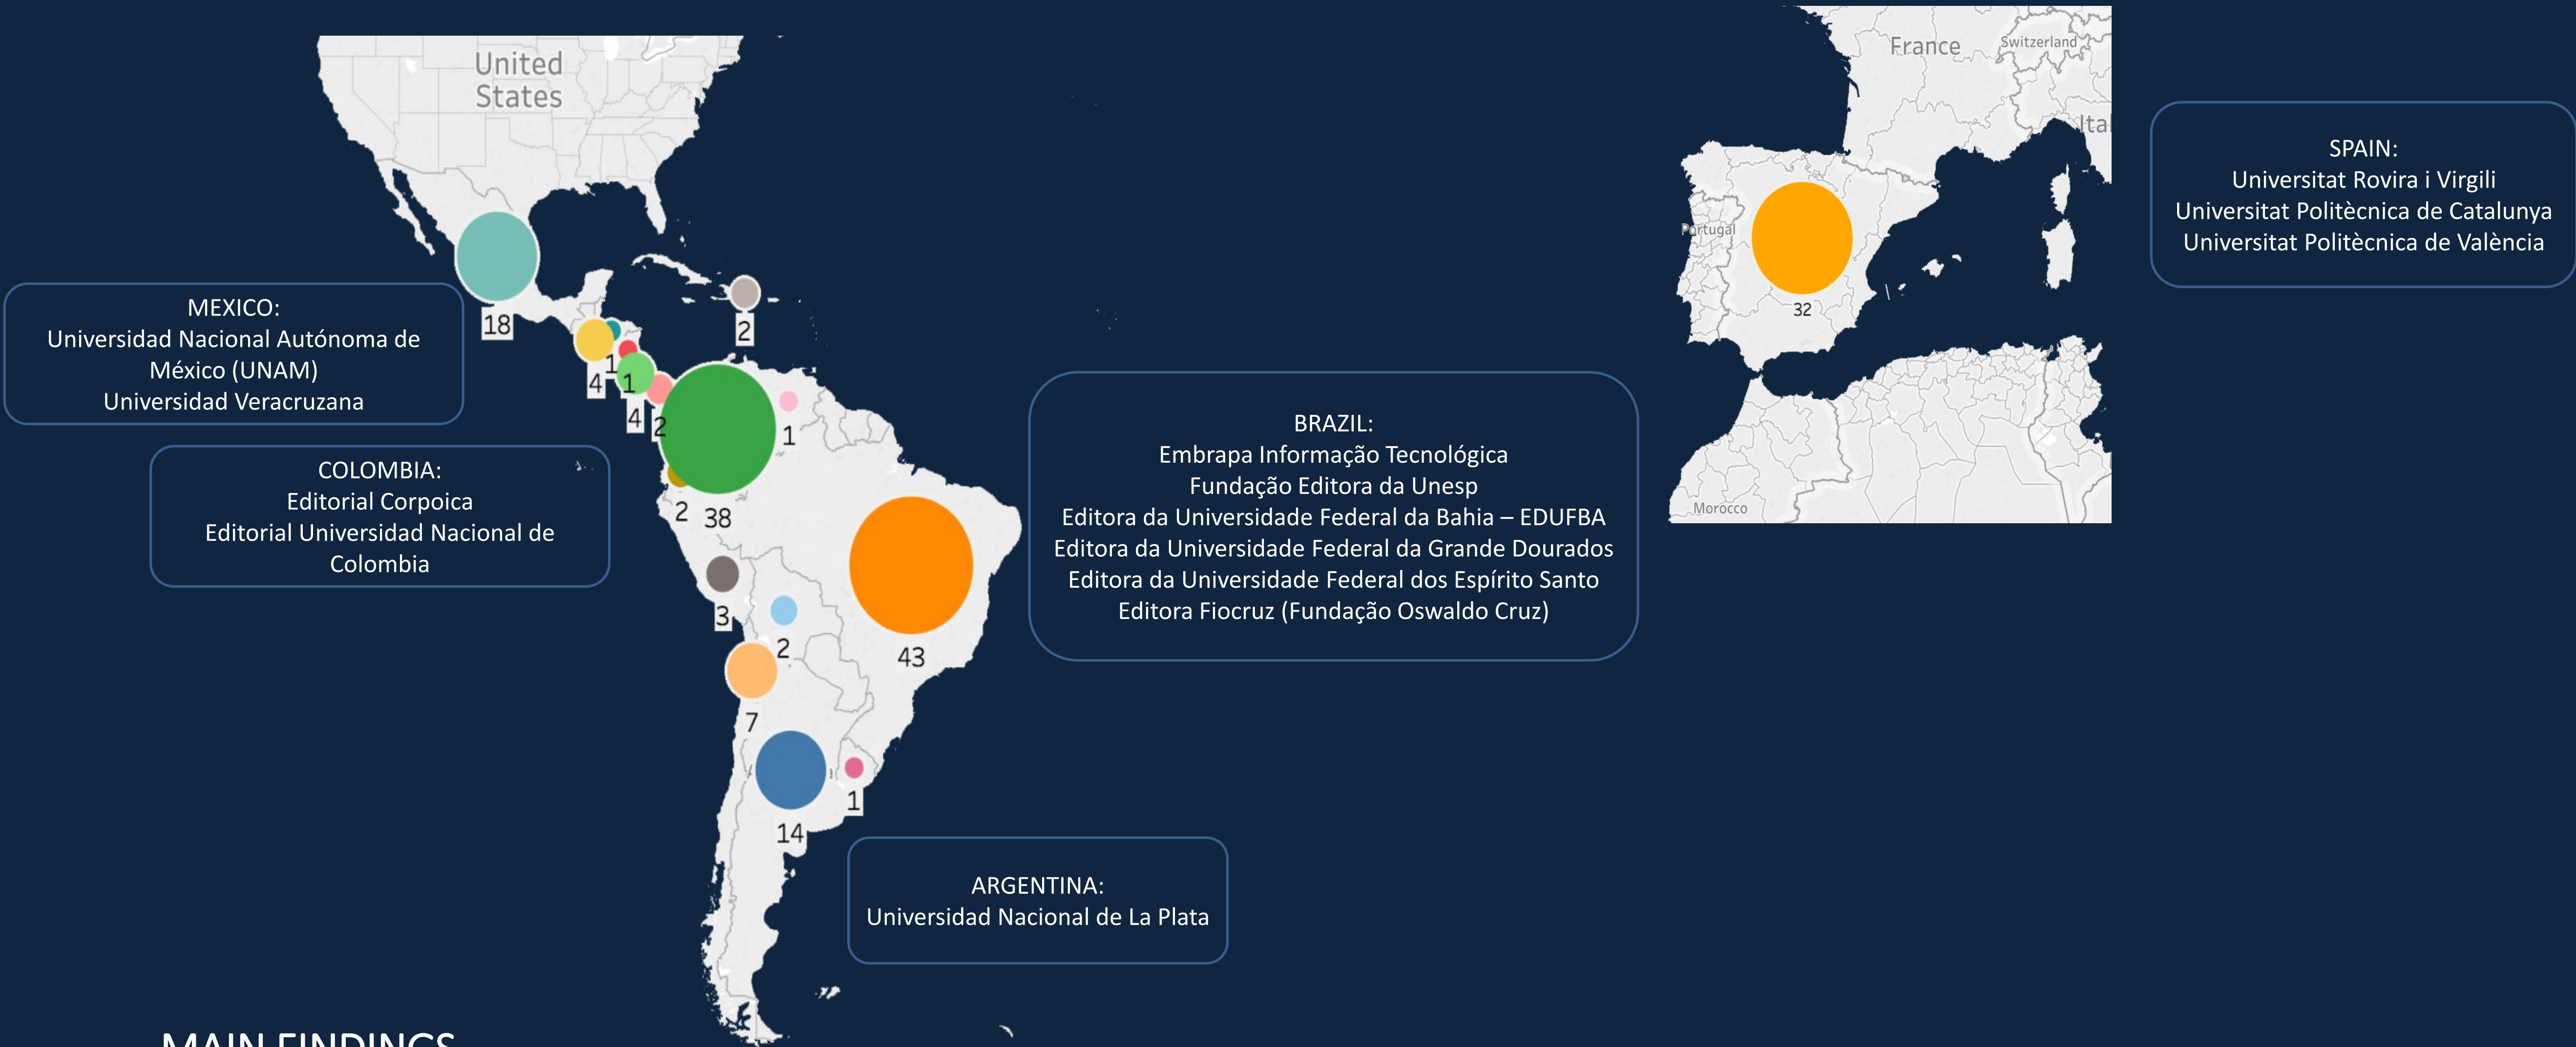 United
States
18
2
1
4
1
4
2
1
2
38
3
2
43
7
1
14
MEXICO:
Universidad Nacional Autónoma de
México (UNAM)
Universidad Veracruzana
COLOMBIA:
Editorial Corpoica
Editorial Universidad Nacional de
Colombia
BRAZIL:
Embrapa Informação Tecnológica
Fundação Editora da Unesp
Editora da Universidade Federal da Bahia – EDUFBA
Editora da Universidade Federal da Grande Dourados
Editora da Universidade Federal dos Espírito Santo
Editora Fiocruz (Fundação Oswaldo Cruz)
ARGENTINA:
Universidad Nacional de La Plata
France
Switzerland
Ita
Portugal
32
Morocco
SPAIN:
Universitat Rovira i Virgili
Universitat Politècnica de Catalunya
Universitat Politècnica de València
MAIN FINDINGS